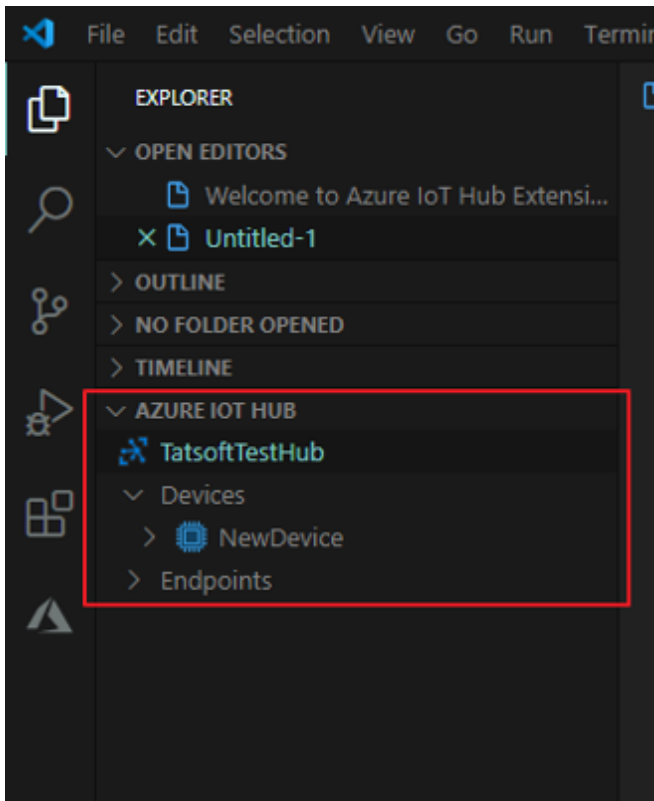 File Edit Selection View Go Run
EXPLORER
OPEN EDITORS
Welcome to Azure IoT Hub Extensi...
Untitled-1
OUTLINE
NO FOLDER OPENED
TIMELINE
AZURE IOT HUB
TatsoftTestHub
Devices
NewDevice
Endpoints